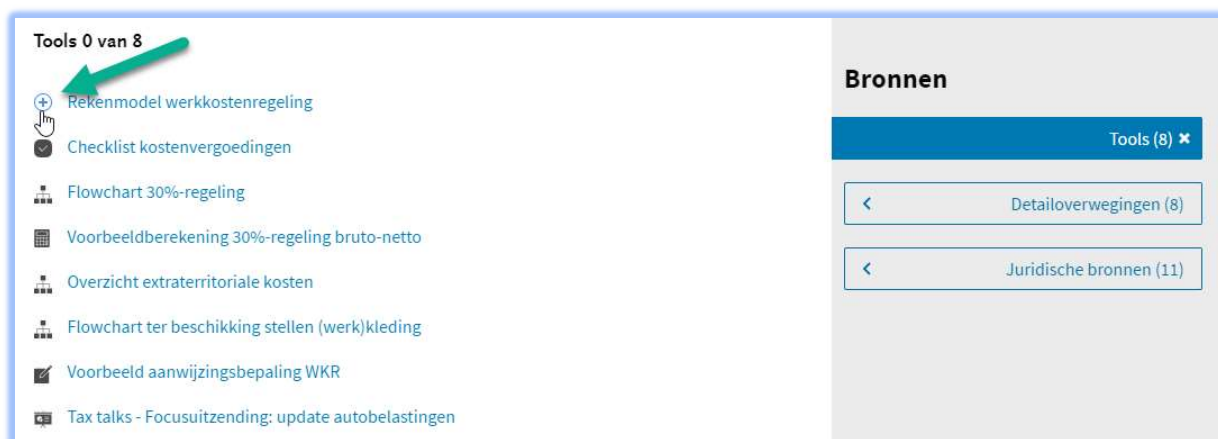 Tools 0 van 8
Rekenmodel werkkostenregeling
Checklist kostenvergoedingen
Flowchart 30%-regeling
Voorbeeldberekening 30%-regeling bruto-netto
Overzicht extraterritoriale kosten
Flowchart ter beschikking stellen (werk)kleding
Voorbeeld aanwijzingsbepaling WKR
Tax talks - Focusuitzending: update autobelastingen
Bronnen
Tools (8) ×
Detailoverwegingen (8)
Juridische bronnen (11)